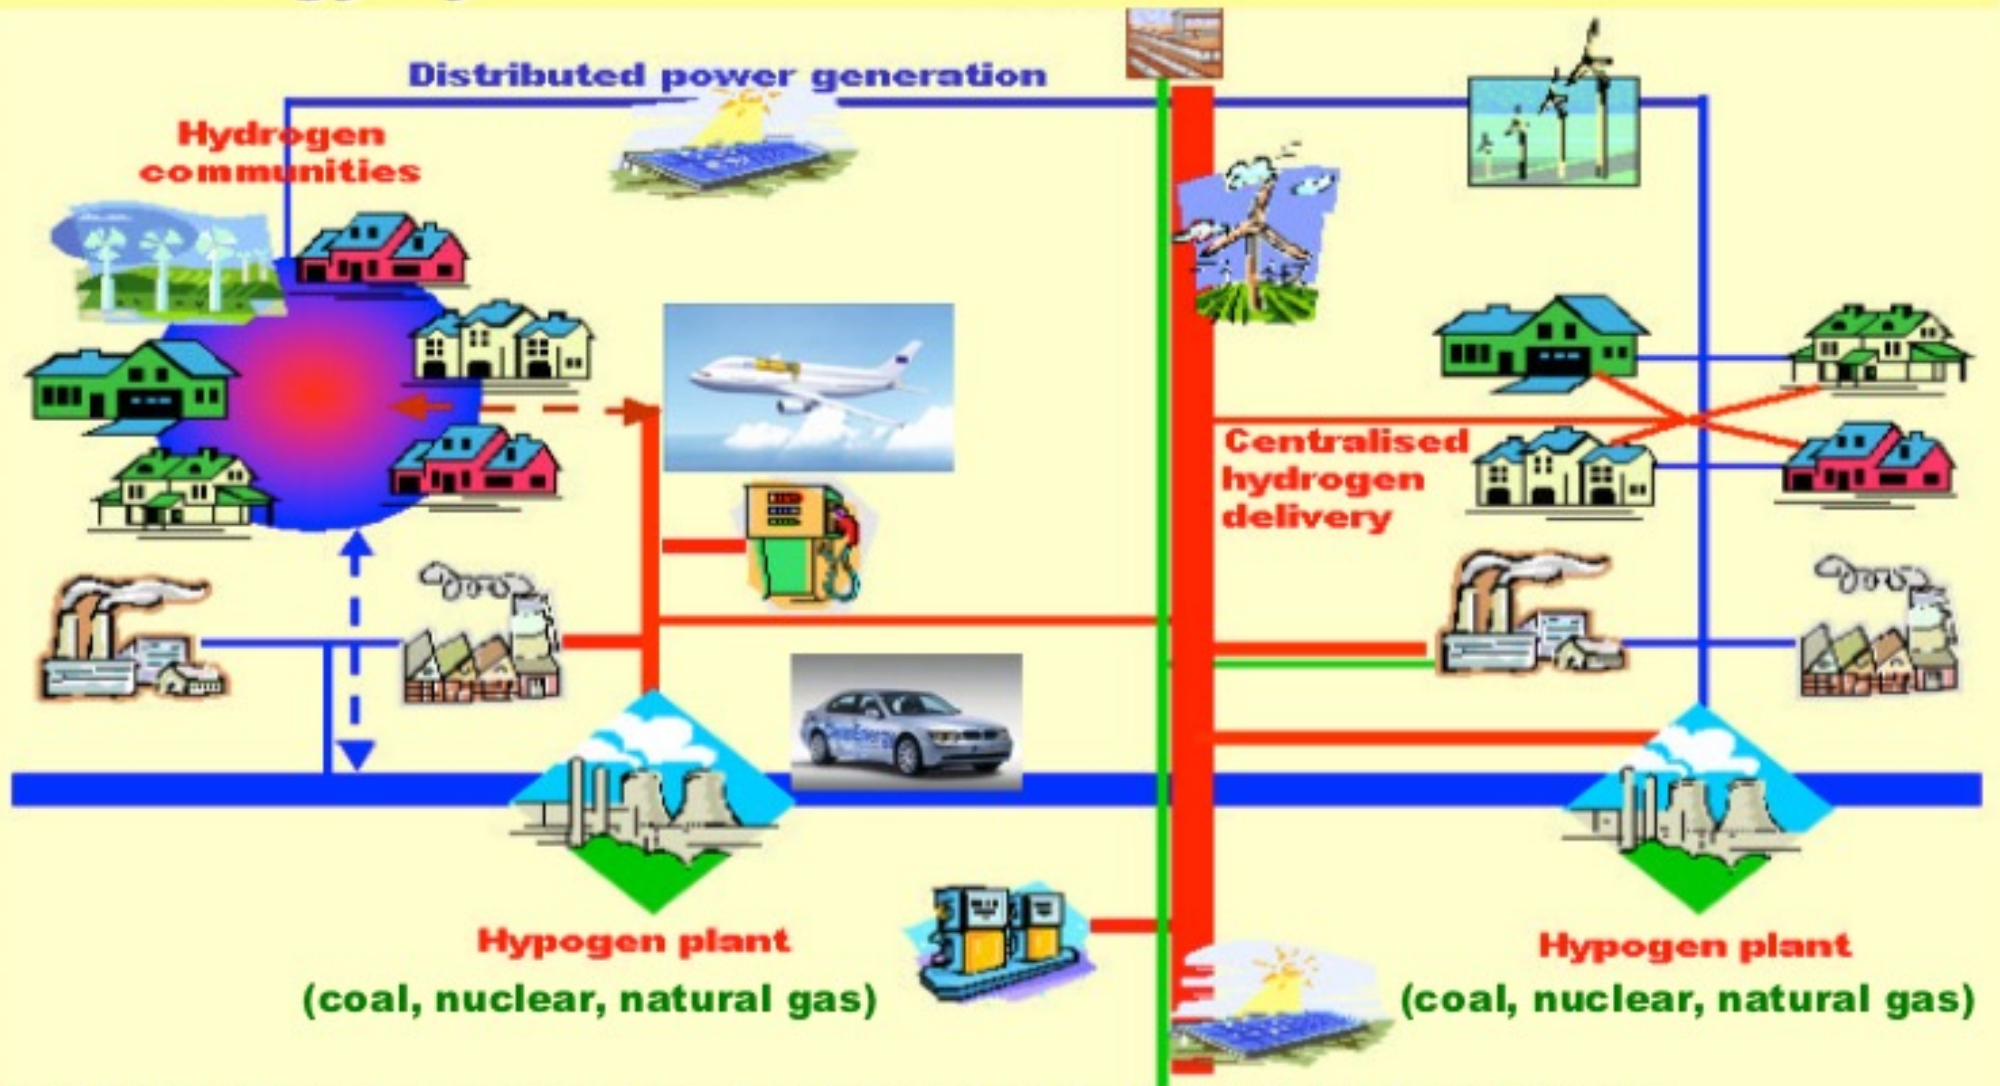 Distributed power generation
Hydrogen
communities
Centralised
hydrogen
delivery
CleanEnergy
Hypogen plant
(coal, nuclear, natural gas)
Hypogen plant
(coal, nuclear, natural gas)